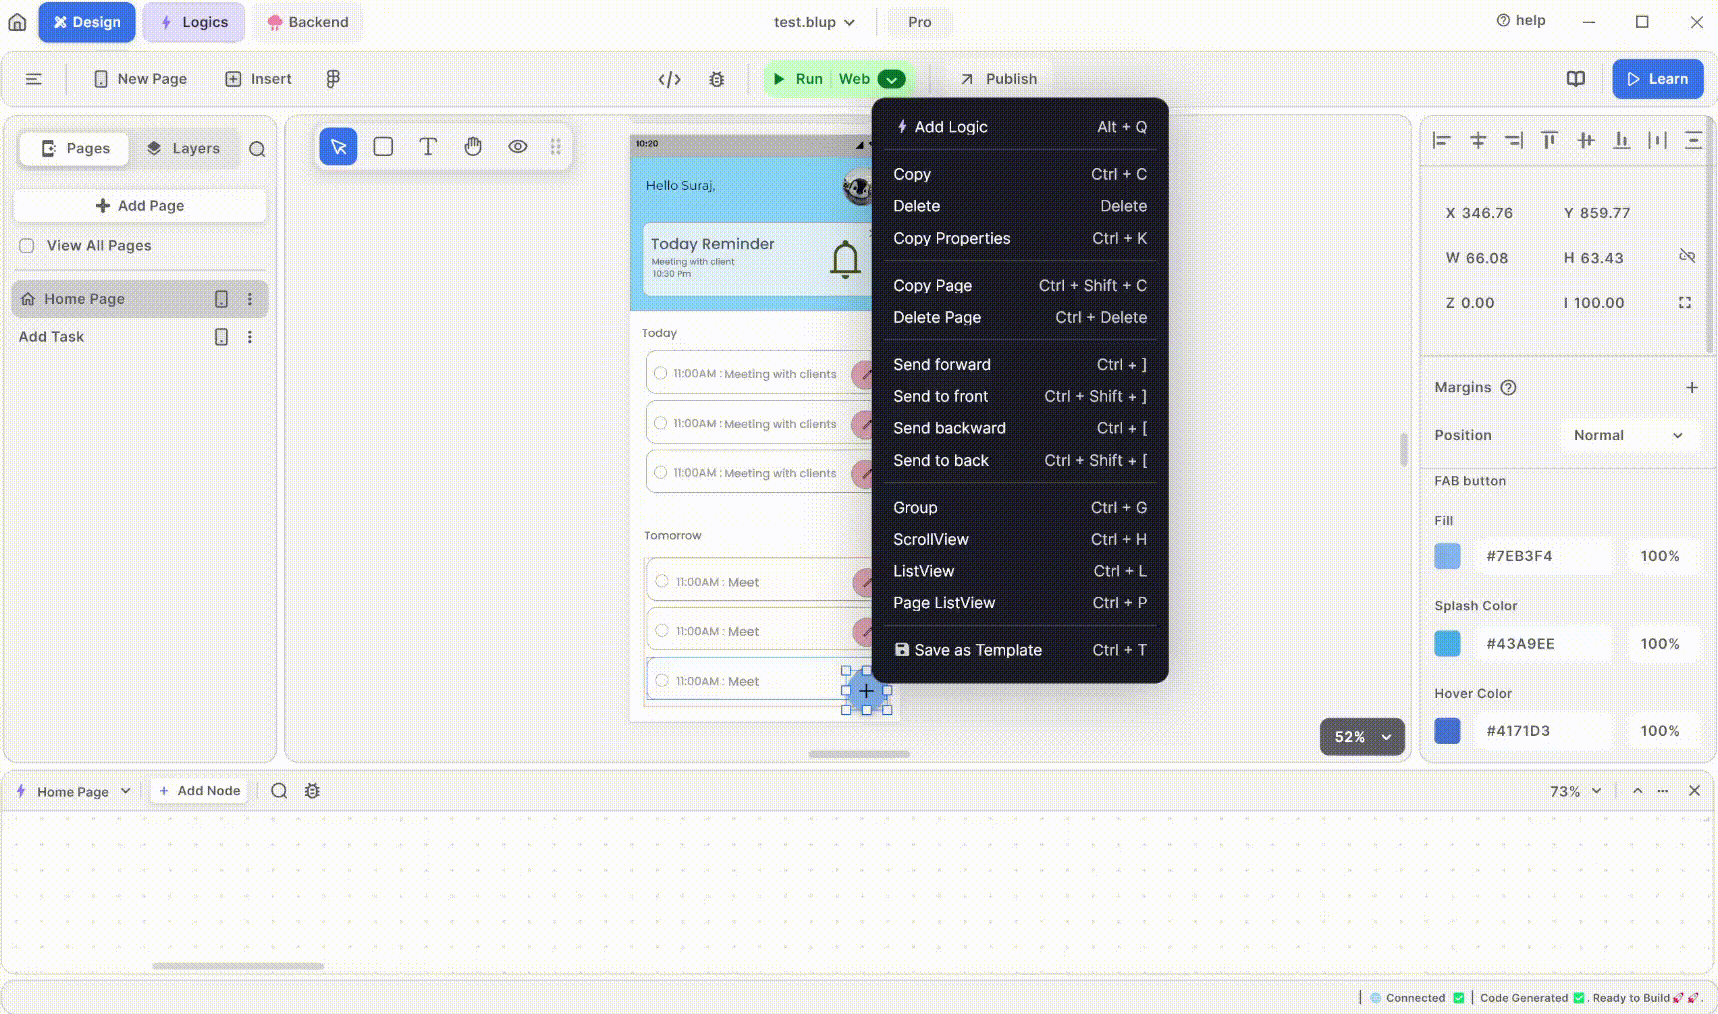 Design
Logics
Backend
test.blup
Pro
help
New Page
Insert
Run
Web
Publish
Learn
Pages
Layers
Add Page
View All Pages
Home Page
Add Task
10:20
Hello Suraj,
Today Reminder
Meeting with client
10:30 Pm
Today
11:00AM : Meeting with clients
11:00AM : Meeting with clients
11:00AM : Meeting with clients
Tomorrow
11:00AM : Meet
11:00AM : Meet
11:00AM : Meet
Add Logic Alt + Q
Copy Ctrl + C
Delete Delete
Copy Properties Ctrl + K
Copy Page Ctrl + Shift + C
Delete Page Ctrl + Delete
Send forward Ctrl + ]
Send to front Ctrl + Shift + ]
Send backward Ctrl + [
Send to back Ctrl + Shift + [
Group Ctrl + G
ScrollView Ctrl + H
ListView Ctrl + L
Page ListView Ctrl + P
Save as Template Ctrl + T
52%
X 346.76 Y 859.77
W 66.08 H 63.43
Z 0.00 I 100.00
Margins
Position Normal
FAB button
Fill
#7EB3F4 100%
Splash Color
#43A9EE 100%
Hover Color
#4171D3 100%
Home Page
+ Add Node
73%
| Connected ✅ | Code Generated ✅. Ready to Build🚀🚀.